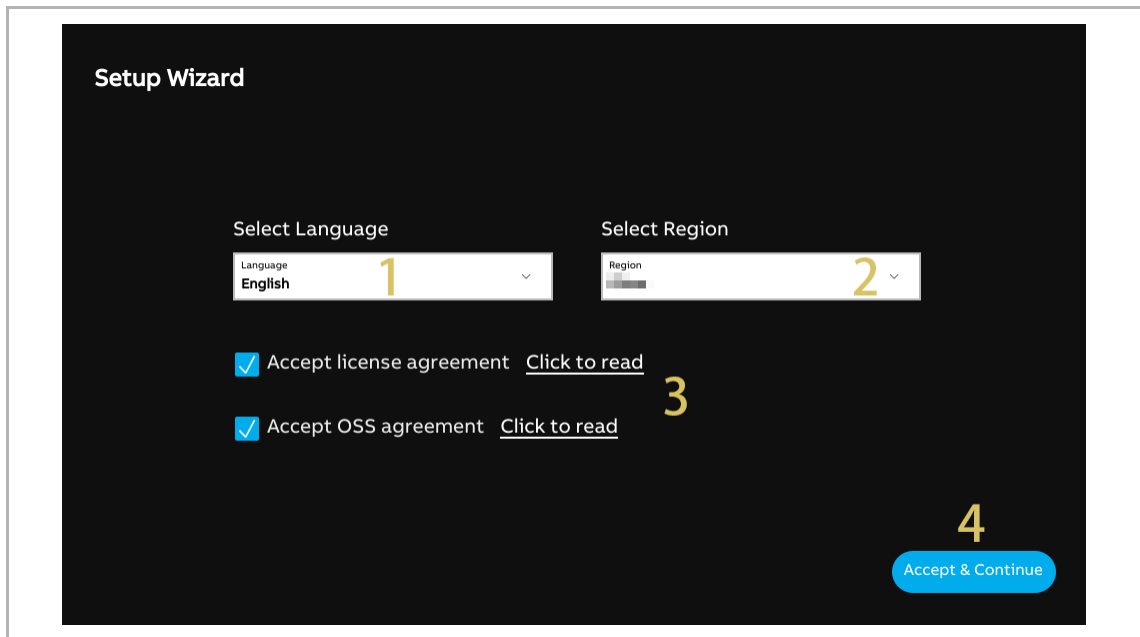 Setup Wizard
Select Language
Select Region
Language
English
1
Region
2
Accept license agreement Click to read
3
Accept OSS agreement Click to read
4
Accept & Continue